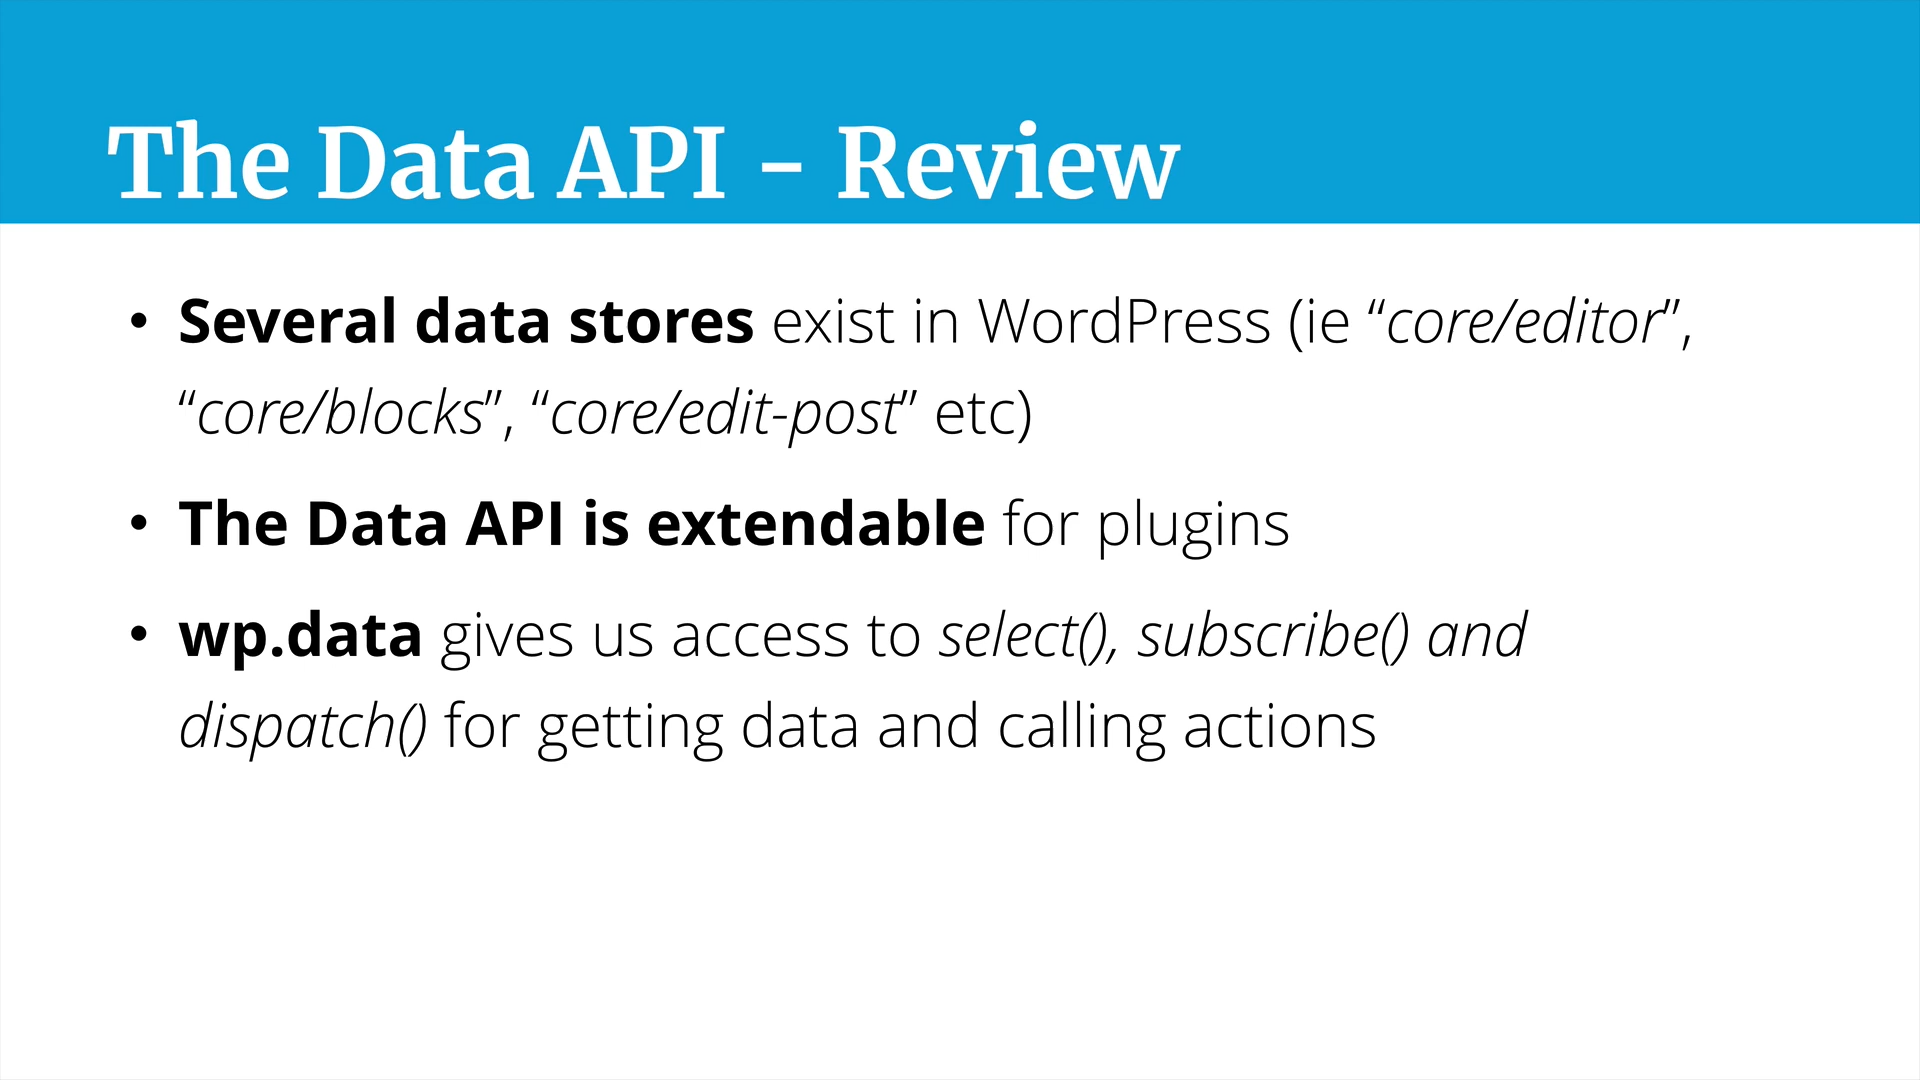 The Data API - Review
• Several data stores exist in WordPress (ie “core/editor”,
“core/blocks”, “core/edit-post” etc)
• The Data API is extendable for plugins
• wp.data gives us access to select(), subscribe() and
dispatch() for getting data and calling actions